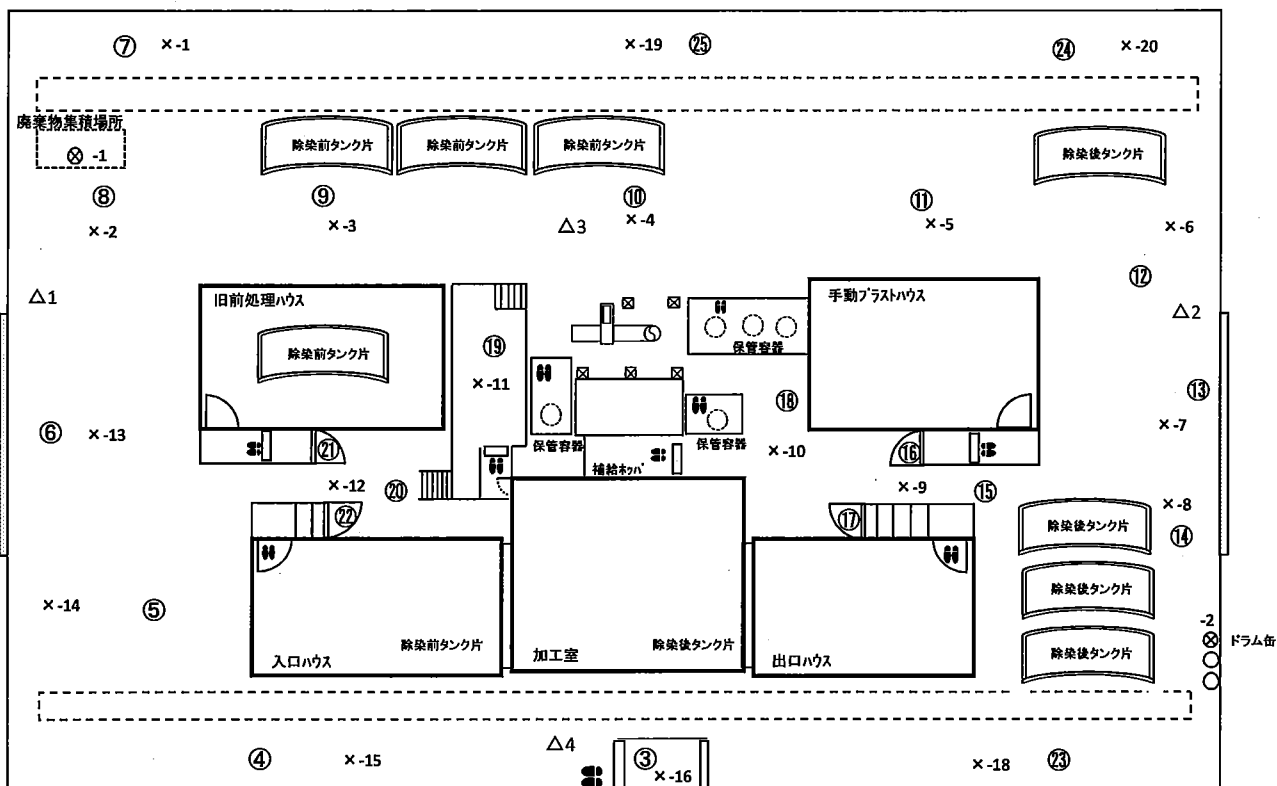 ⑦ ×-1 ×-19 ㉕ ㉔ ×-20
廃棄物集積場所
⊗ -1
除染前タンク片 除染前タンク片 除染前タンク片 除染後タンク片
⑧ ⑨ ⑩ ⑪
×-2 ×-3 △3 ×-4 ×-5 ×-6
⑫
△1 旧前処理ハウス 手動ブラストハウス △2
保管容器
除染前タンク片 ⑲
×-11 ⑱ ⑬
⑥ ×-13 ×-7
保管容器 保管容器
㉑ 補給ホッパ ×-10 ⑯
×-12 ⑳ ×-9 ⑮ ×-8
㉒ ⑰ 除染後タンク片 ⑭
除染後タンク片
×-14 ⑤ -2
ドラム缶
除染前タンク片 除染後タンク片 除染後タンク片
入口ハウス 加工室 出口ハウス
④ ×-15 △4 ③ ×-16 ×-18 ㉓